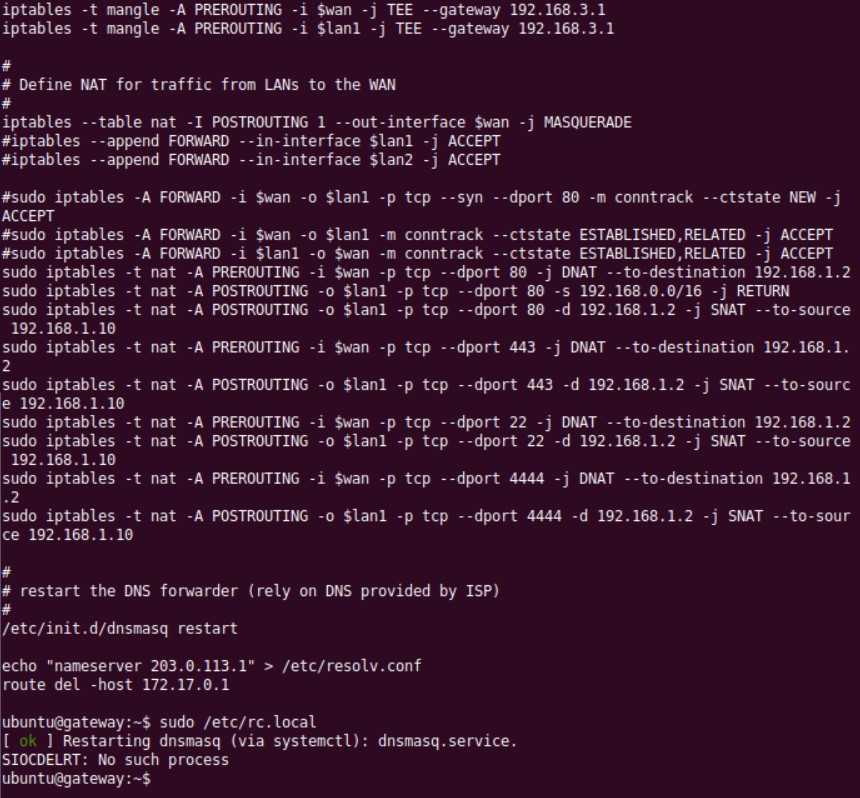 iptables -t mangle -A PREROUTING -i $wan -j TEE --gateway 192.168.3.1
iptables -t mangle -A PREROUTING -i $lan1 -j TEE --gateway 192.168.3.1
#
# Define NAT for traffic from LANs to the WAN
#
iptables --table nat -I POSTROUTING 1 --out-interface $wan -j MASQUERADE
#iptables --append FORWARD --in-interface $lan1 -j ACCEPT
#iptables --append FORWARD --in-interface $lan2 -j ACCEPT
#sudo iptables -A FORWARD -i $wan -o $lan1 -p tcp --syn --dport 80 -m conntrack --ctstate NEW -j
ACCEPT
#sudo iptables -A FORWARD -i $wan -o $lan1 -m conntrack --ctstate ESTABLISHED,RELATED -j ACCEPT
#sudo iptables -A FORWARD -i $lan1 -o $wan -m conntrack --ctstate ESTABLISHED,RELATED -j ACCEPT
sudo iptables -t nat -A PREROUTING -i $wan -p tcp --dport 80 -j DNAT --to-destination 192.168.1.2
sudo iptables -t nat -A POSTROUTING -o $lan1 -p tcp --dport 80 -s 192.168.0.0/16 -j RETURN
sudo iptables -t nat -A POSTROUTING -o $lan1 -p tcp --dport 80 -d 192.168.1.2 -j SNAT --to-source
192.168.1.10
sudo iptables -t nat -A PREROUTING -i $wan -p tcp --dport 443 -j DNAT --to-destination 192.168.1.
2
sudo iptables -t nat -A POSTROUTING -o $lan1 -p tcp --dport 443 -d 192.168.1.2 -j SNAT --to-sourc
e 192.168.1.10
sudo iptables -t nat -A PREROUTING -i $wan -p tcp --dport 22 -j DNAT --to-destination 192.168.1.2
sudo iptables -t nat -A POSTROUTING -o $lan1 -p tcp --dport 22 -d 192.168.1.2 -j SNAT --to-source
192.168.1.10
sudo iptables -t nat -A PREROUTING -i $wan -p tcp --dport 4444 -j DNAT --to-destination 192.168.1
.2
sudo iptables -t nat -A POSTROUTING -o $lan1 -p tcp --dport 4444 -d 192.168.1.2 -j SNAT --to-sour
ce 192.168.1.10
#
# restart the DNS forwarder (rely on DNS provided by ISP)
#
/etc/init.d/dnsmasq restart
echo "nameserver 203.0.113.1" > /etc/resolv.conf
route del -host 172.17.0.1
ubuntu@gateway:~$ sudo /etc/rc.local
[ ok ] Restarting dnsmasq (via systemctl): dnsmasq.service.
SIOCDELRT: No such process
ubuntu@gateway:~$